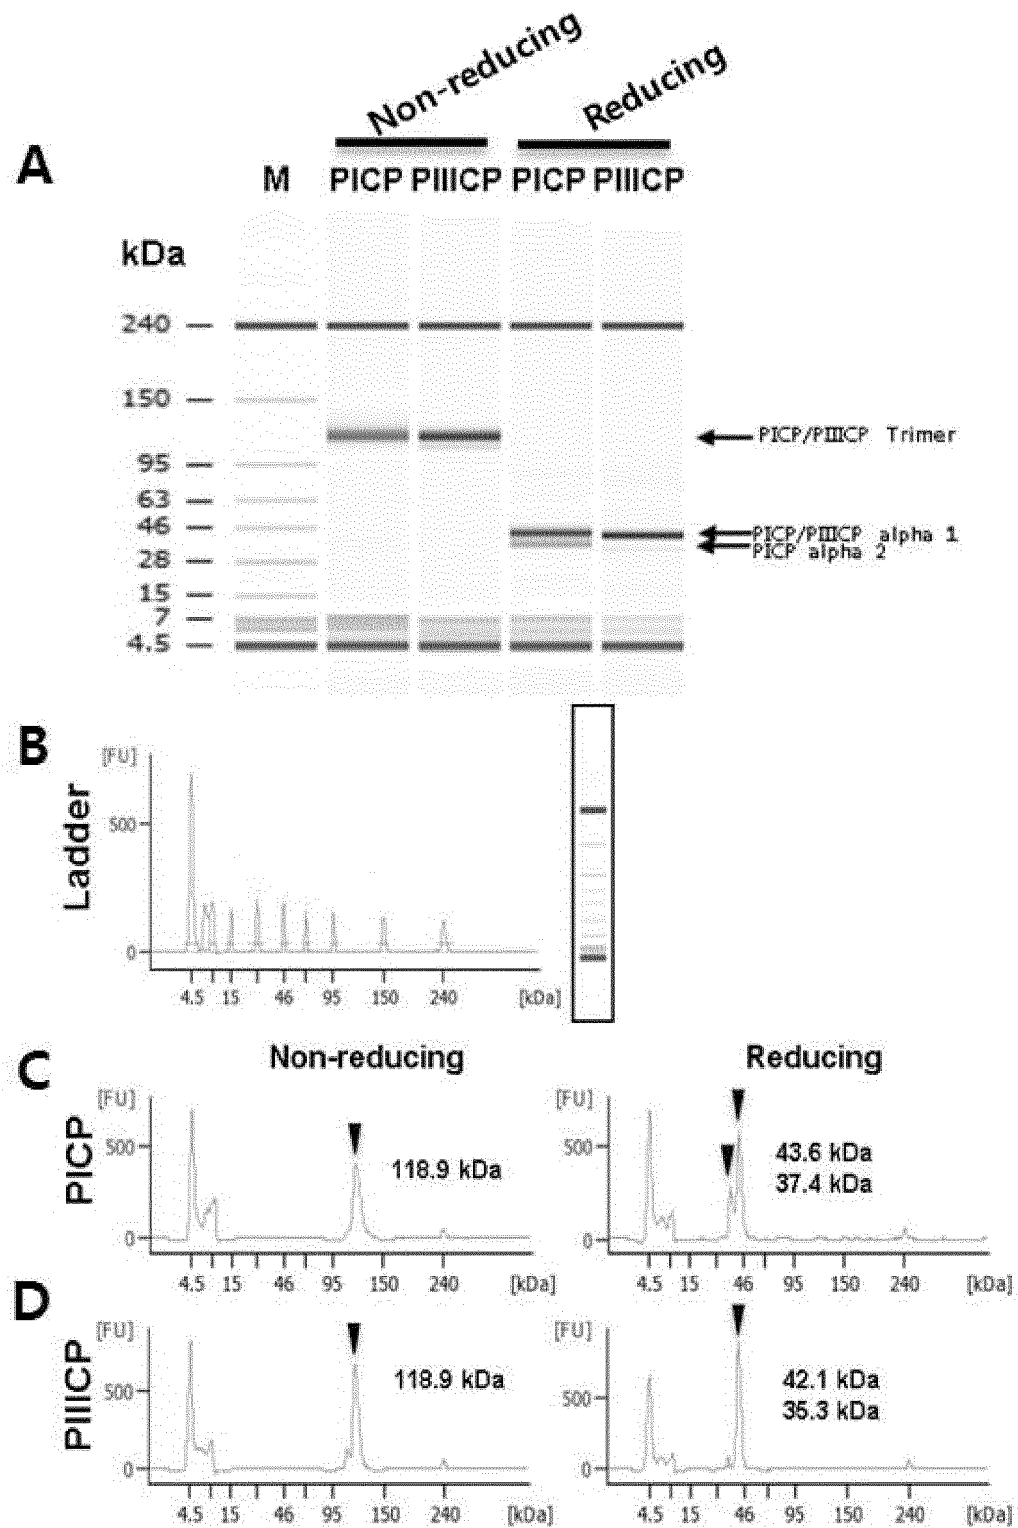 Non-reducing Reducing
A
M PICP PIIICP PICP PIIICP
kDa
240
150
95
63
46
28
15
7
4.5
PICP/PIIICP Trimer
PICP/PIIICP alpha 1
PICP alpha 2
B
Ladder
[FU]
500
0
4.5 15 46 95 150 240 [kDa]
C
Non-reducing Reducing
PICP
[FU]
500
0
118.9 kDa
4.5 15 46 95 150 240 [kDa]
[FU]
500
0
43.6 kDa
37.4 kDa
4.5 15 46 95 150 240 [kDa]
D
PIIICP
[FU]
500
0
118.9 kDa
4.5 15 46 95 150 240 [kDa]
[FU]
500
0
42.1 kDa
35.3 kDa
4.5 15 46 95 150 240 [kDa]